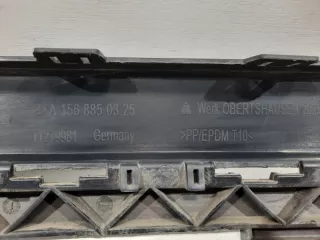 A 156 885 03 25 Werk OBERTSHAUSEN
Germany >PP/EPDM T10<